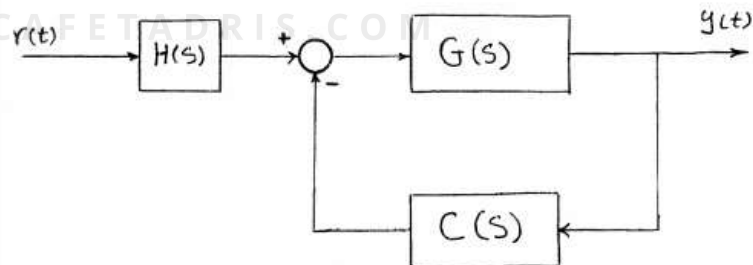 CAFETADRIS.COM
r(t)
H(S)
+
-
G(S)
y(t)
C(S)